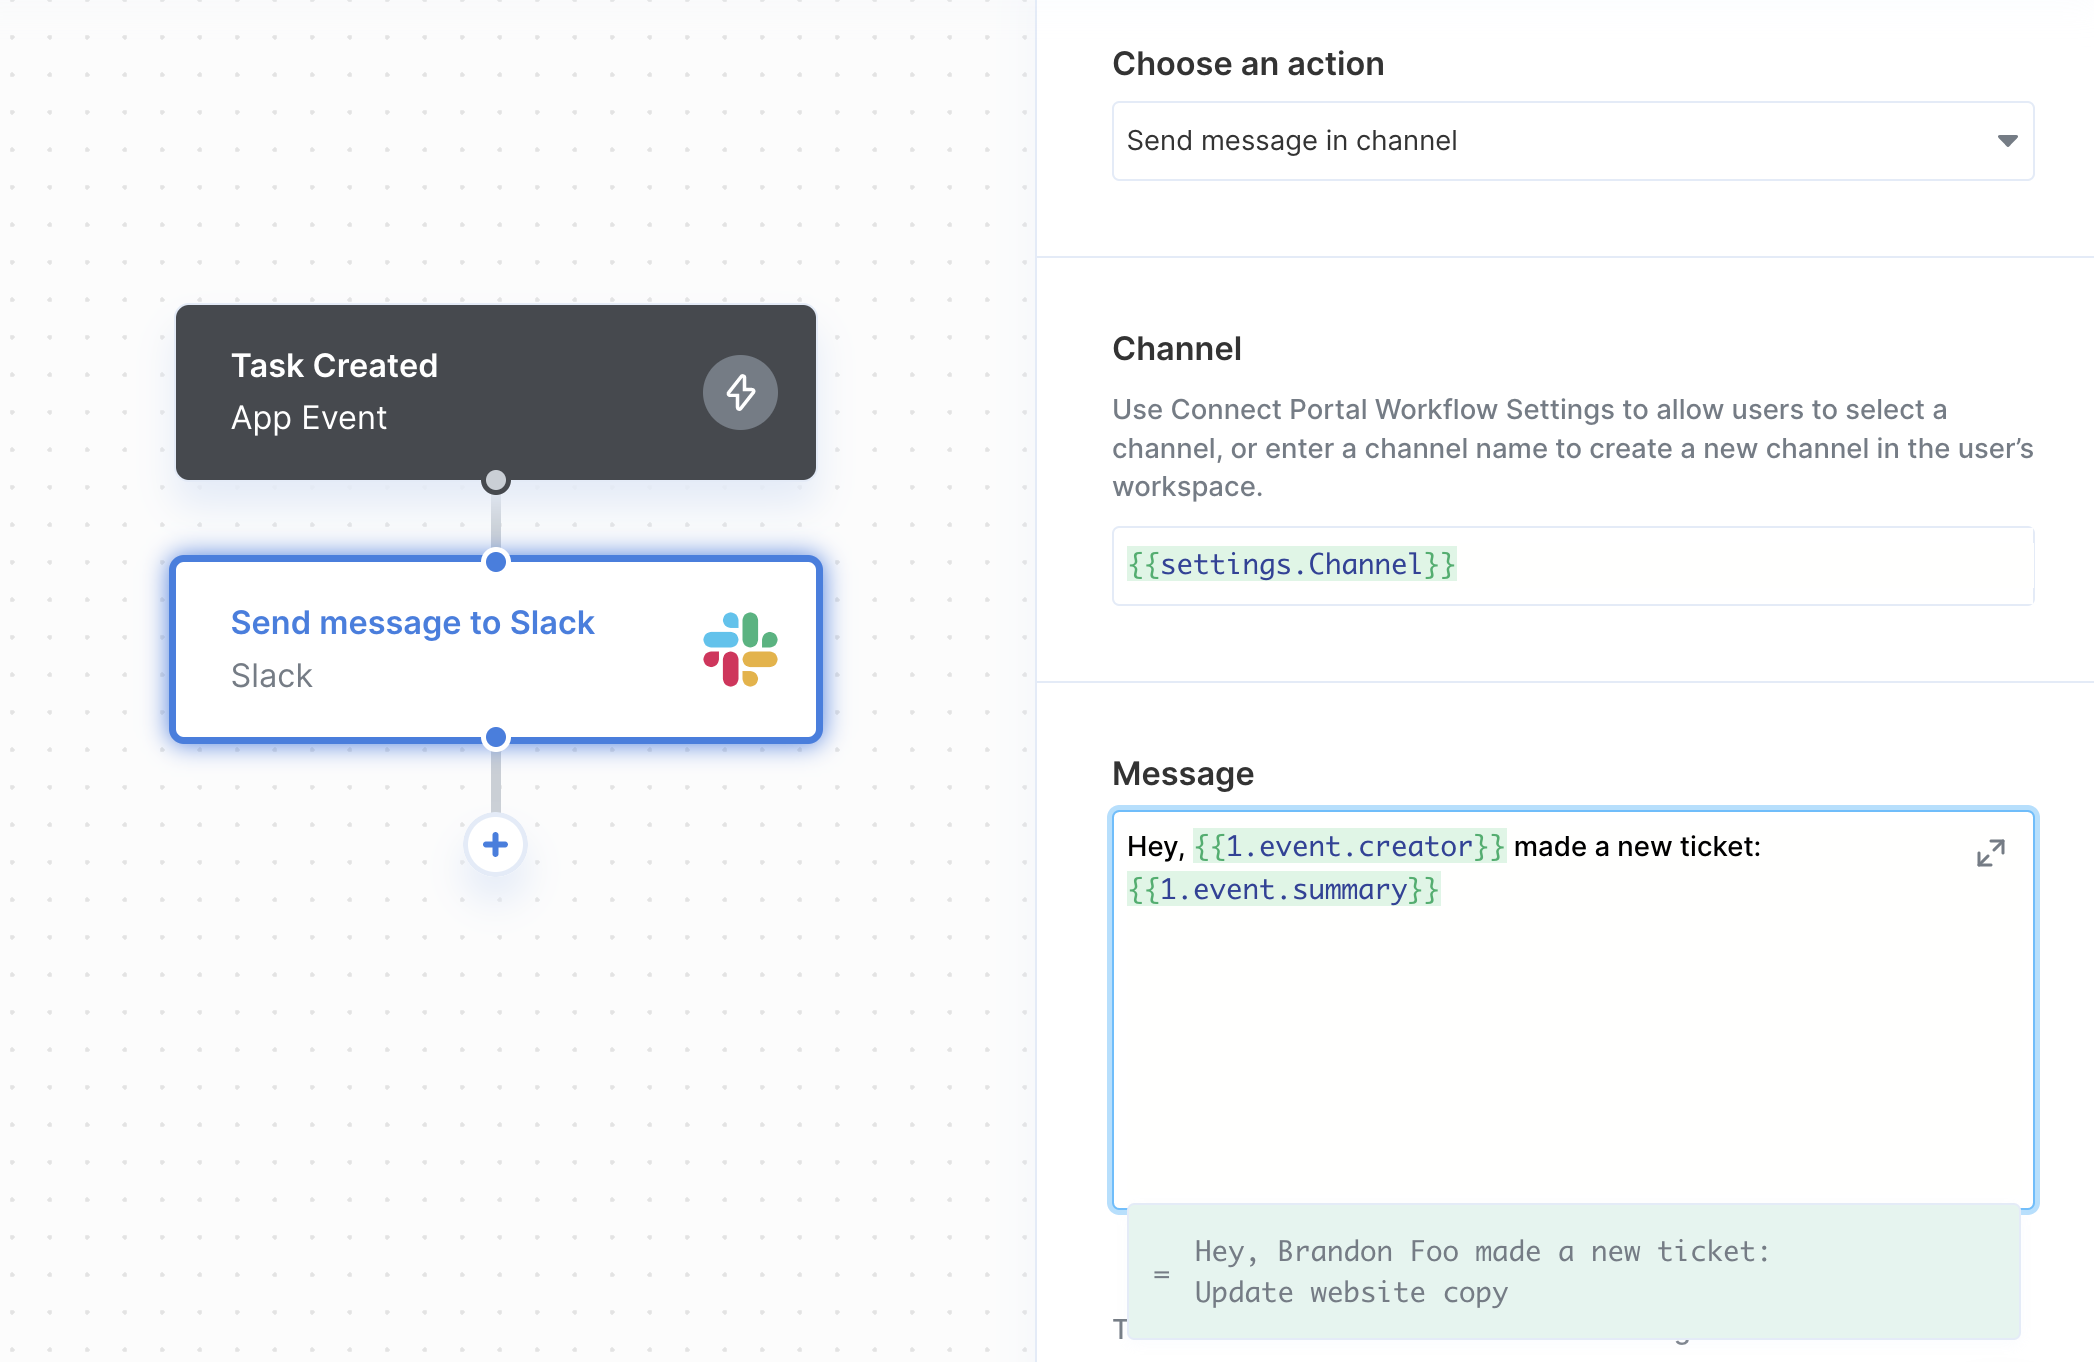 Task Created
App Event
Send message to Slack
Slack
Choose an action
Send message in channel
Channel
Use Connect Portal Workflow Settings to allow users to select a
channel, or enter a channel name to create a new channel in the user’s
workspace.
{{settings.Channel}}
Message
Hey, {{1.event.creator}} made a new ticket:
{{1.event.summary}}
= Hey, Brandon Foo made a new ticket:
Update website copy